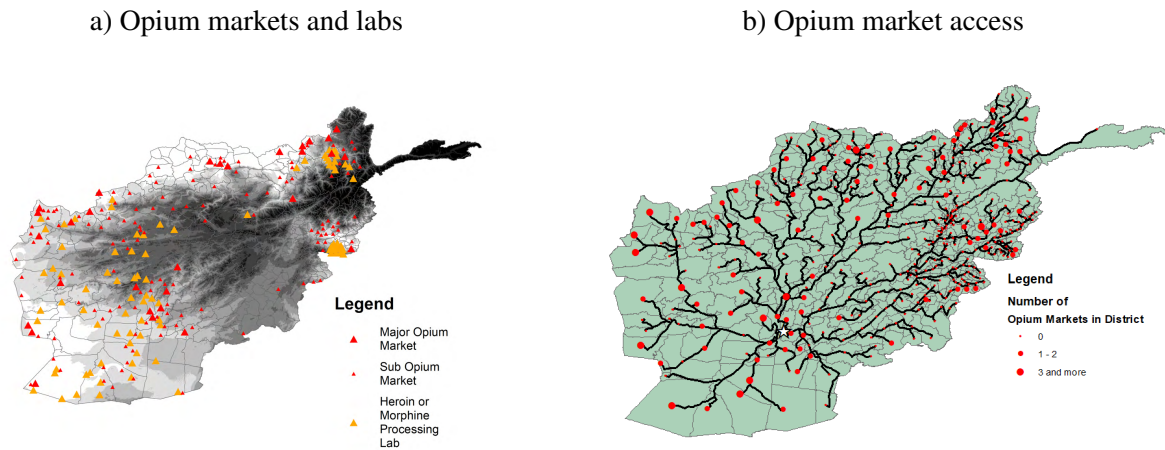 a) Opium markets and labs
Legend
Major Opium
Market
Sub Opium
Market
Heroin or
Morphine
Processing
Lab
b) Opium market access
Legend
Number of
Opium Markets in District
0
1 - 2
3 and more